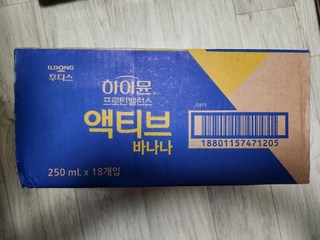 ILDONG
후디스
하이뮨
프로틴밸런스
액티브
바나나
250 mL x 18개입
18801157471205